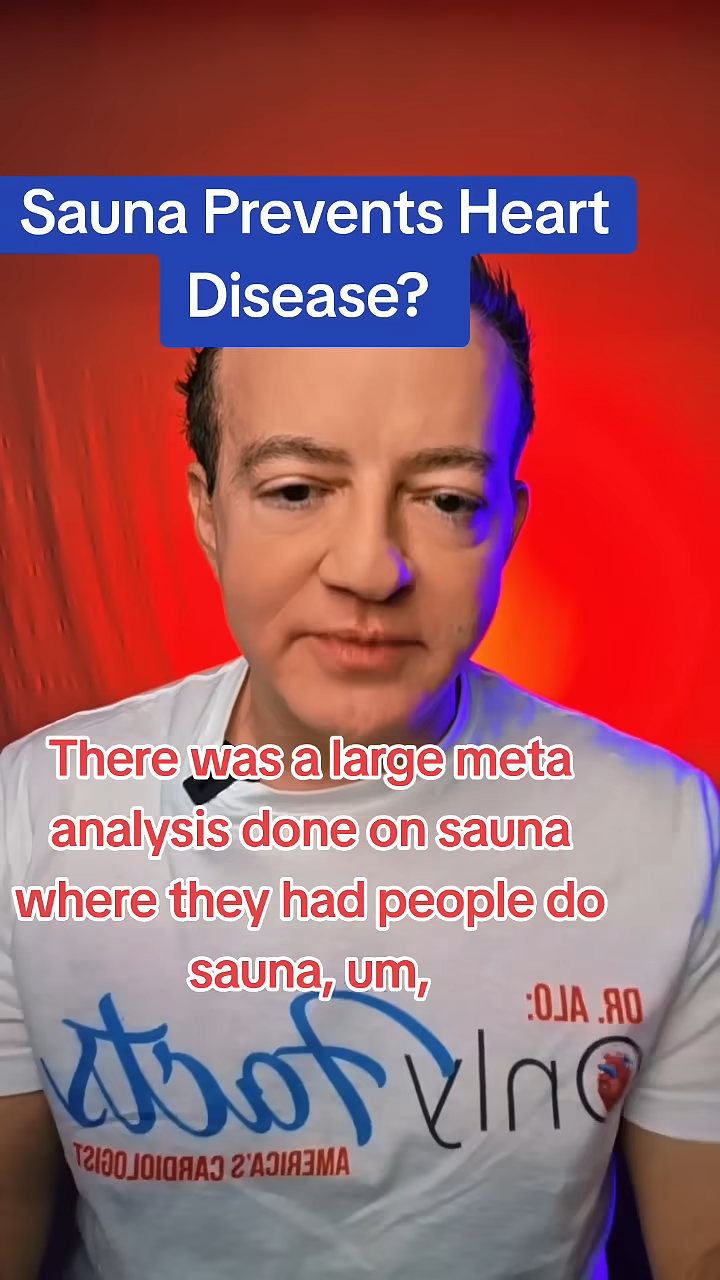 Sauna Prevents Heart
Disease?
There was a large meta
analysis done on sauna
where they had people do
sauna, um,
DR. ALO:
Only Facts
AMERICA'S CARDIOLOGIST